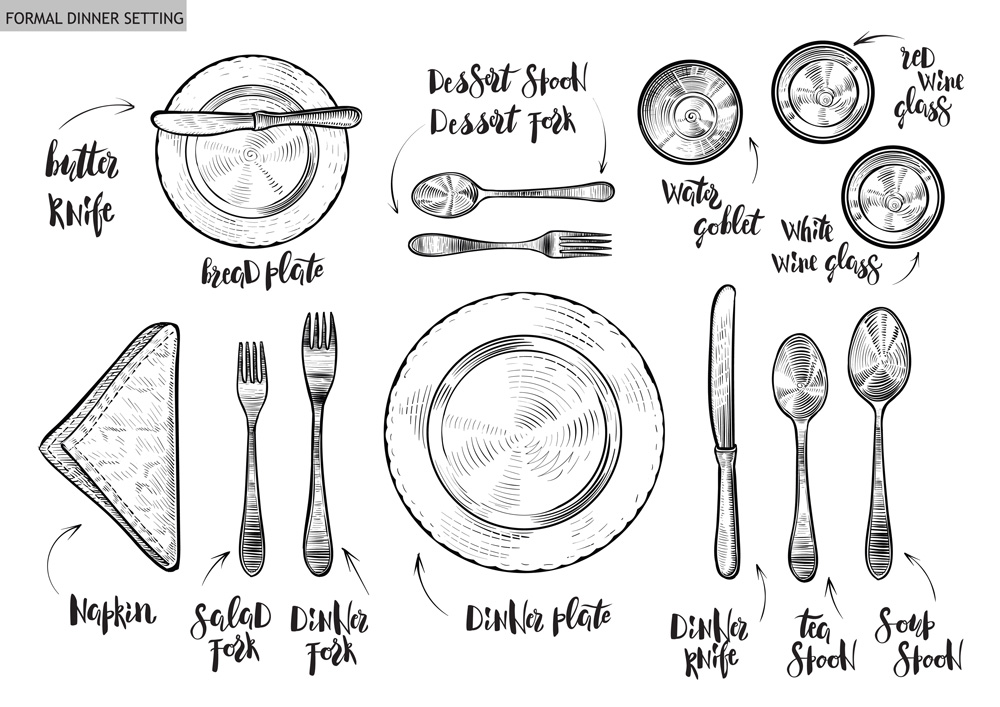 FORMAL DINNER SETTING
butter
knife
bread plate
Dessert Spoon
Dessert Fork
water
goblet
red
wine
glass
white
wine glass
Napkin
Salad
Fork
Dinner
Fork
Dinner plate
Dinner
knife
tea
Spoon
Soup
Spoon